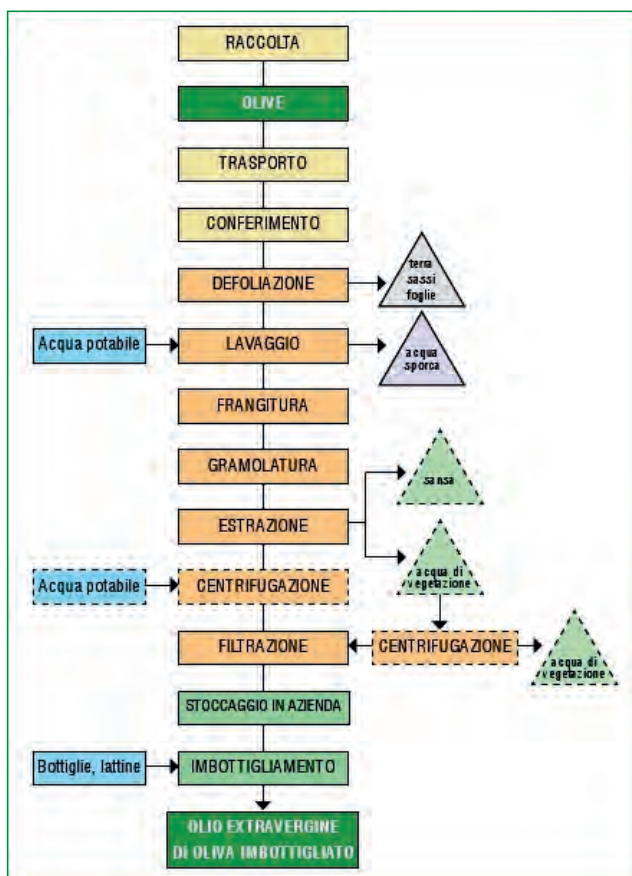 RACCOLTA
OLIVE
TRASPORTO
CONFERIMENTO
DEFOLIAZIONE
terra
sassi
foglie
Acqua potabile
LAVAGGIO
acqua
sporca
FRANGITURA
GRAMOLATURA
sansa
ESTRAZIONE
acqua di
vegetazione
Acqua potabile
CENTRIFUGAZIONE
FILTRAZIONE
CENTRIFUGAZIONE
acqua di
vegetazione
STOCCAGGIO IN AZIENDA
Bottiglie, lattine
IMBOTTIGLIAMENTO
OLIO EXTRAVERGINE
DI OLIVA IMBOTTIGLIATO